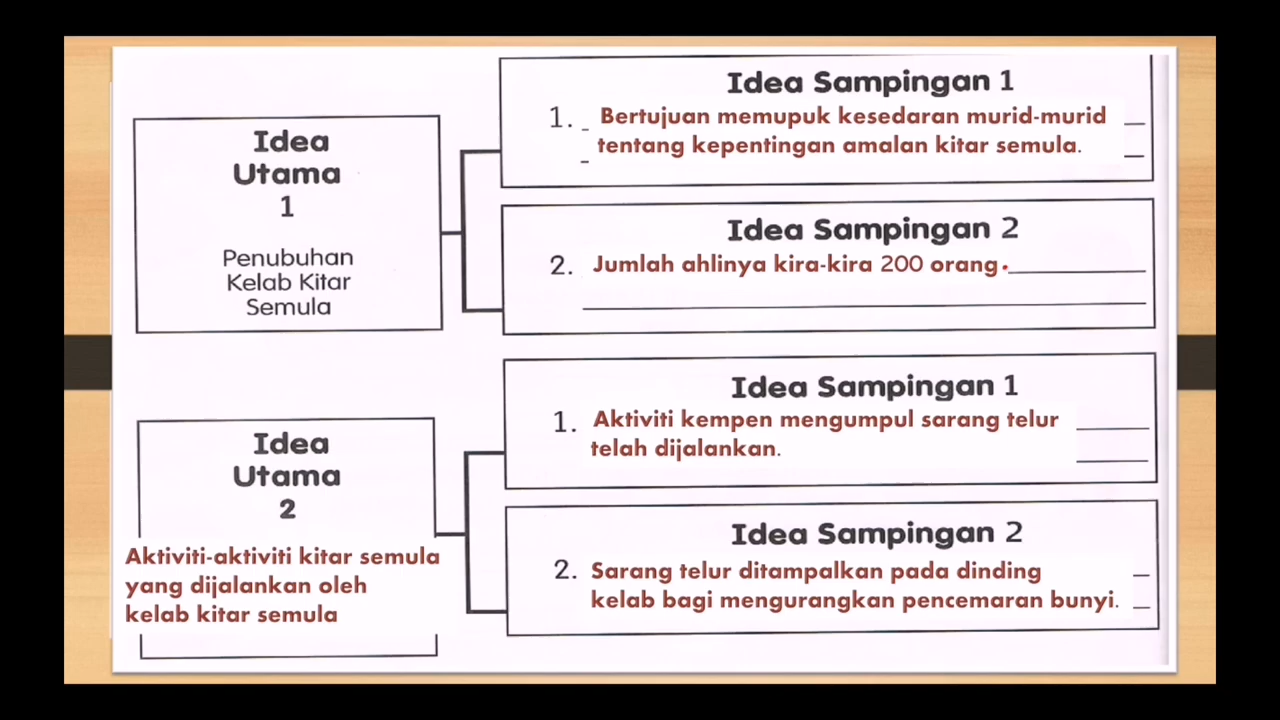 Idea
Utama
1
Penubuhan
Kelab Kitar
Semula
Idea Sampingan 1
1. Bertujuan memupuk kesedaran murid-murid
tentang kepentingan amalan kitar semula.
Idea Sampingan 2
2. Jumlah ahlinya kira-kira 200 orang.
Idea
Utama
2
Aktiviti-aktiviti kitar semula
yang dijalankan oleh
kelab kitar semula
Idea Sampingan 1
1. Aktiviti kempen mengumpul sarang telur
telah dijalankan.
Idea Sampingan 2
2. Sarang telur ditampalkan pada dinding
kelab bagi mengurangkan pencemaran bunyi.